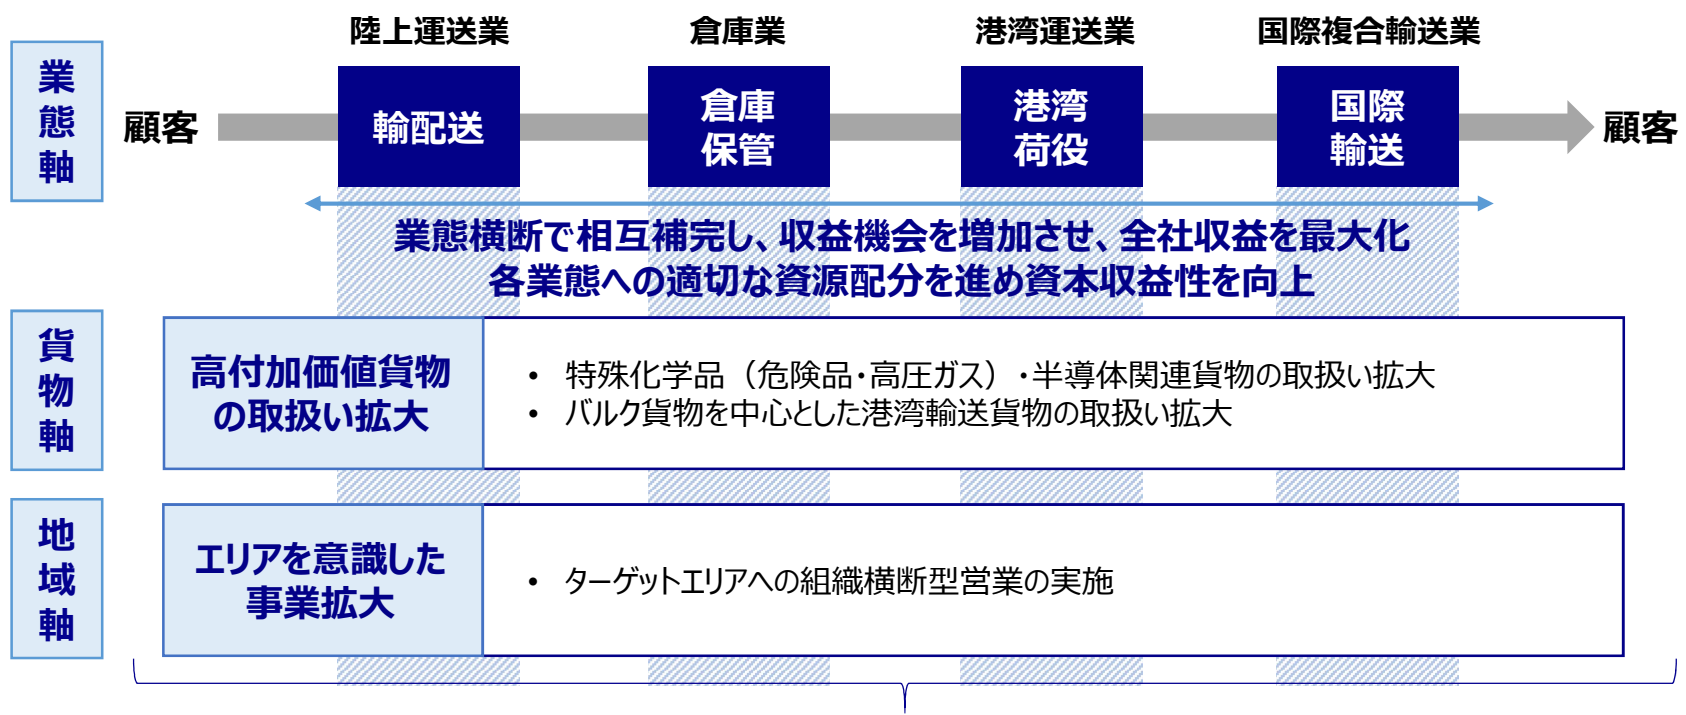 陸上運送業
倉庫業
港湾運送業
国際複合輸送業
業態軸
顧客
輸配送
倉庫
保管
港湾
荷役
国際
輸送
顧客
業態横断で相互補完し、収益機会を増加させ、全社収益を最大化
各業態への適切な資源配分を進め資本収益性を向上
貨物軸
高付加価値貨物
の取扱い拡大
• 特殊化学品（危険品・高圧ガス）・半導体関連貨物の取扱い拡大
• バルク貨物を中心とした港湾輸送貨物の取扱い拡大
地域軸
エリアを意識した
事業拡大
• ターゲットエリアへの組織横断型営業の実施